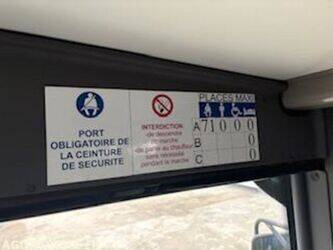 PORT
OBLIGATOIRE DE
LA CEINTURE
DE SECURITE
INTERDICTION
de descendre
en marche
de parler au chauffeur
sans nécessité
pendant la marche
PLACES MAXI
A 71 0 0 0
B 0
C 0